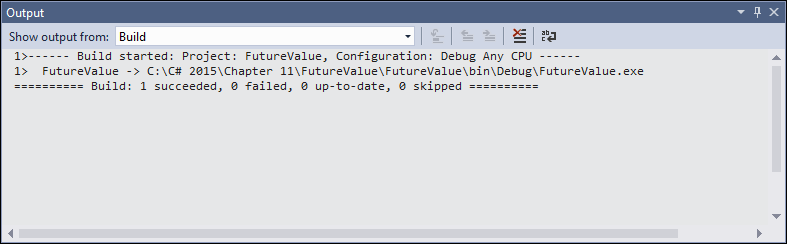 Output
Show output from: Build
1>------ Build started: Project: FutureValue, Configuration: Debug Any CPU ------
1>  FutureValue -> C:\C# 2015\Chapter 11\FutureValue\FutureValue\bin\Debug\FutureValue.exe
========== Build: 1 succeeded, 0 failed, 0 up-to-date, 0 skipped ==========